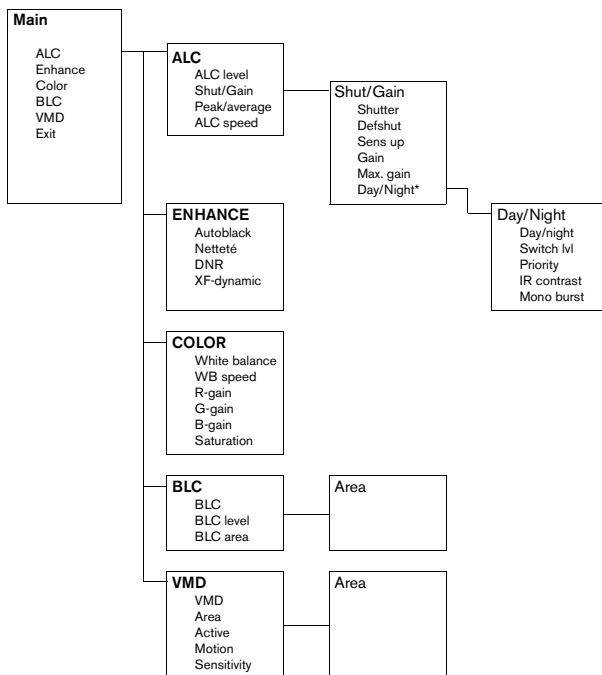 Main
ALC
Enhance
Color
BLC
VMD
Exit
ALC
ALC level
Shut/Gain
Peak/average
ALC speed
Shut/Gain
Shutter
Defshut
Sens up
Gain
Max. gain
Day/Night*
Day/Night
Day/night
Switch lvl
Priority
IR contrast
Mono burst
ENHANCE
Autoblack
Netteté
DNR
XF-dynamic
COLOR
White balance
WB speed
R-gain
G-gain
B-gain
Saturation
BLC
BLC
BLC level
BLC area
Area
VMD
VMD
Area
Active
Motion
Sensitivity
Area